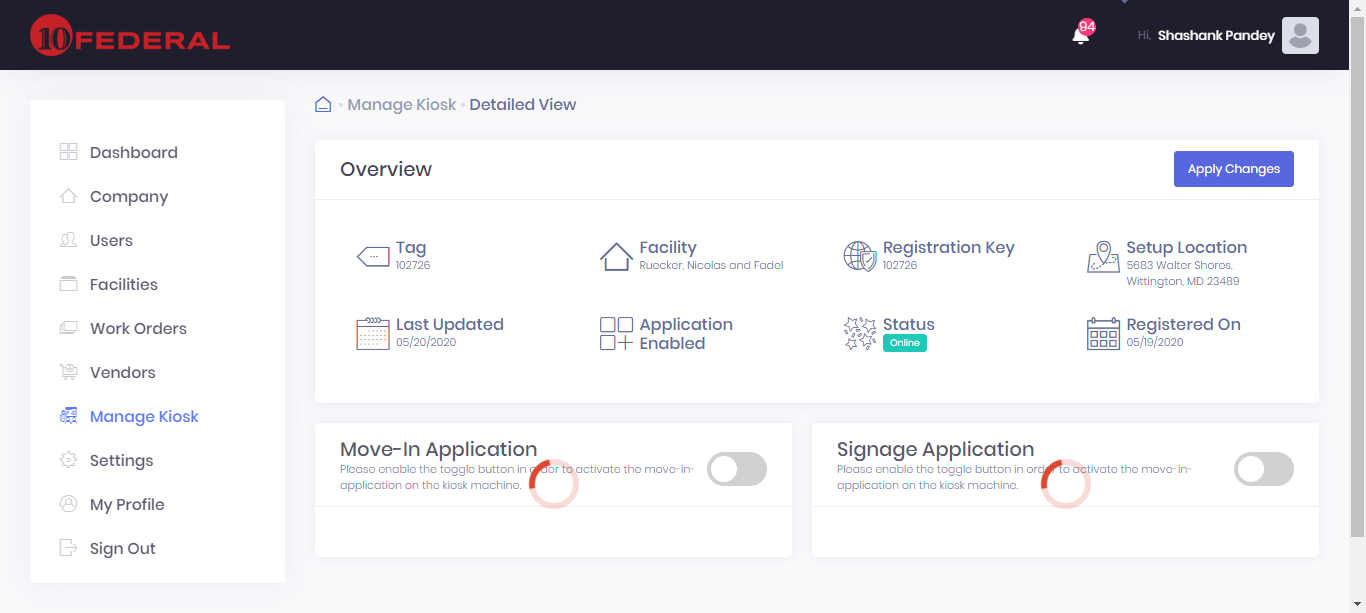 10 FEDERAL
94
Hi, Shashank Pandey
Manage Kiosk • Detailed View
Dashboard
Company
Users
Facilities
Work Orders
Vendors
Manage Kiosk
Settings
My Profile
Sign Out
Overview
Apply Changes
Tag
102726
Facility
Ruecker, Nicolas and Fadel
Registration Key
102726
Setup Location
5683 Walter Shores,
Wittington, MD 23489
Last Updated
05/20/2020
Application
Enabled
Status
Online
Registered On
05/19/2020
Move-In Application
Please enable the toggle button in order to activate the move-in-
application on the kiosk machine.
Signage Application
Please enable the toggle button in order to activate the move-in-
application on the kiosk machine.